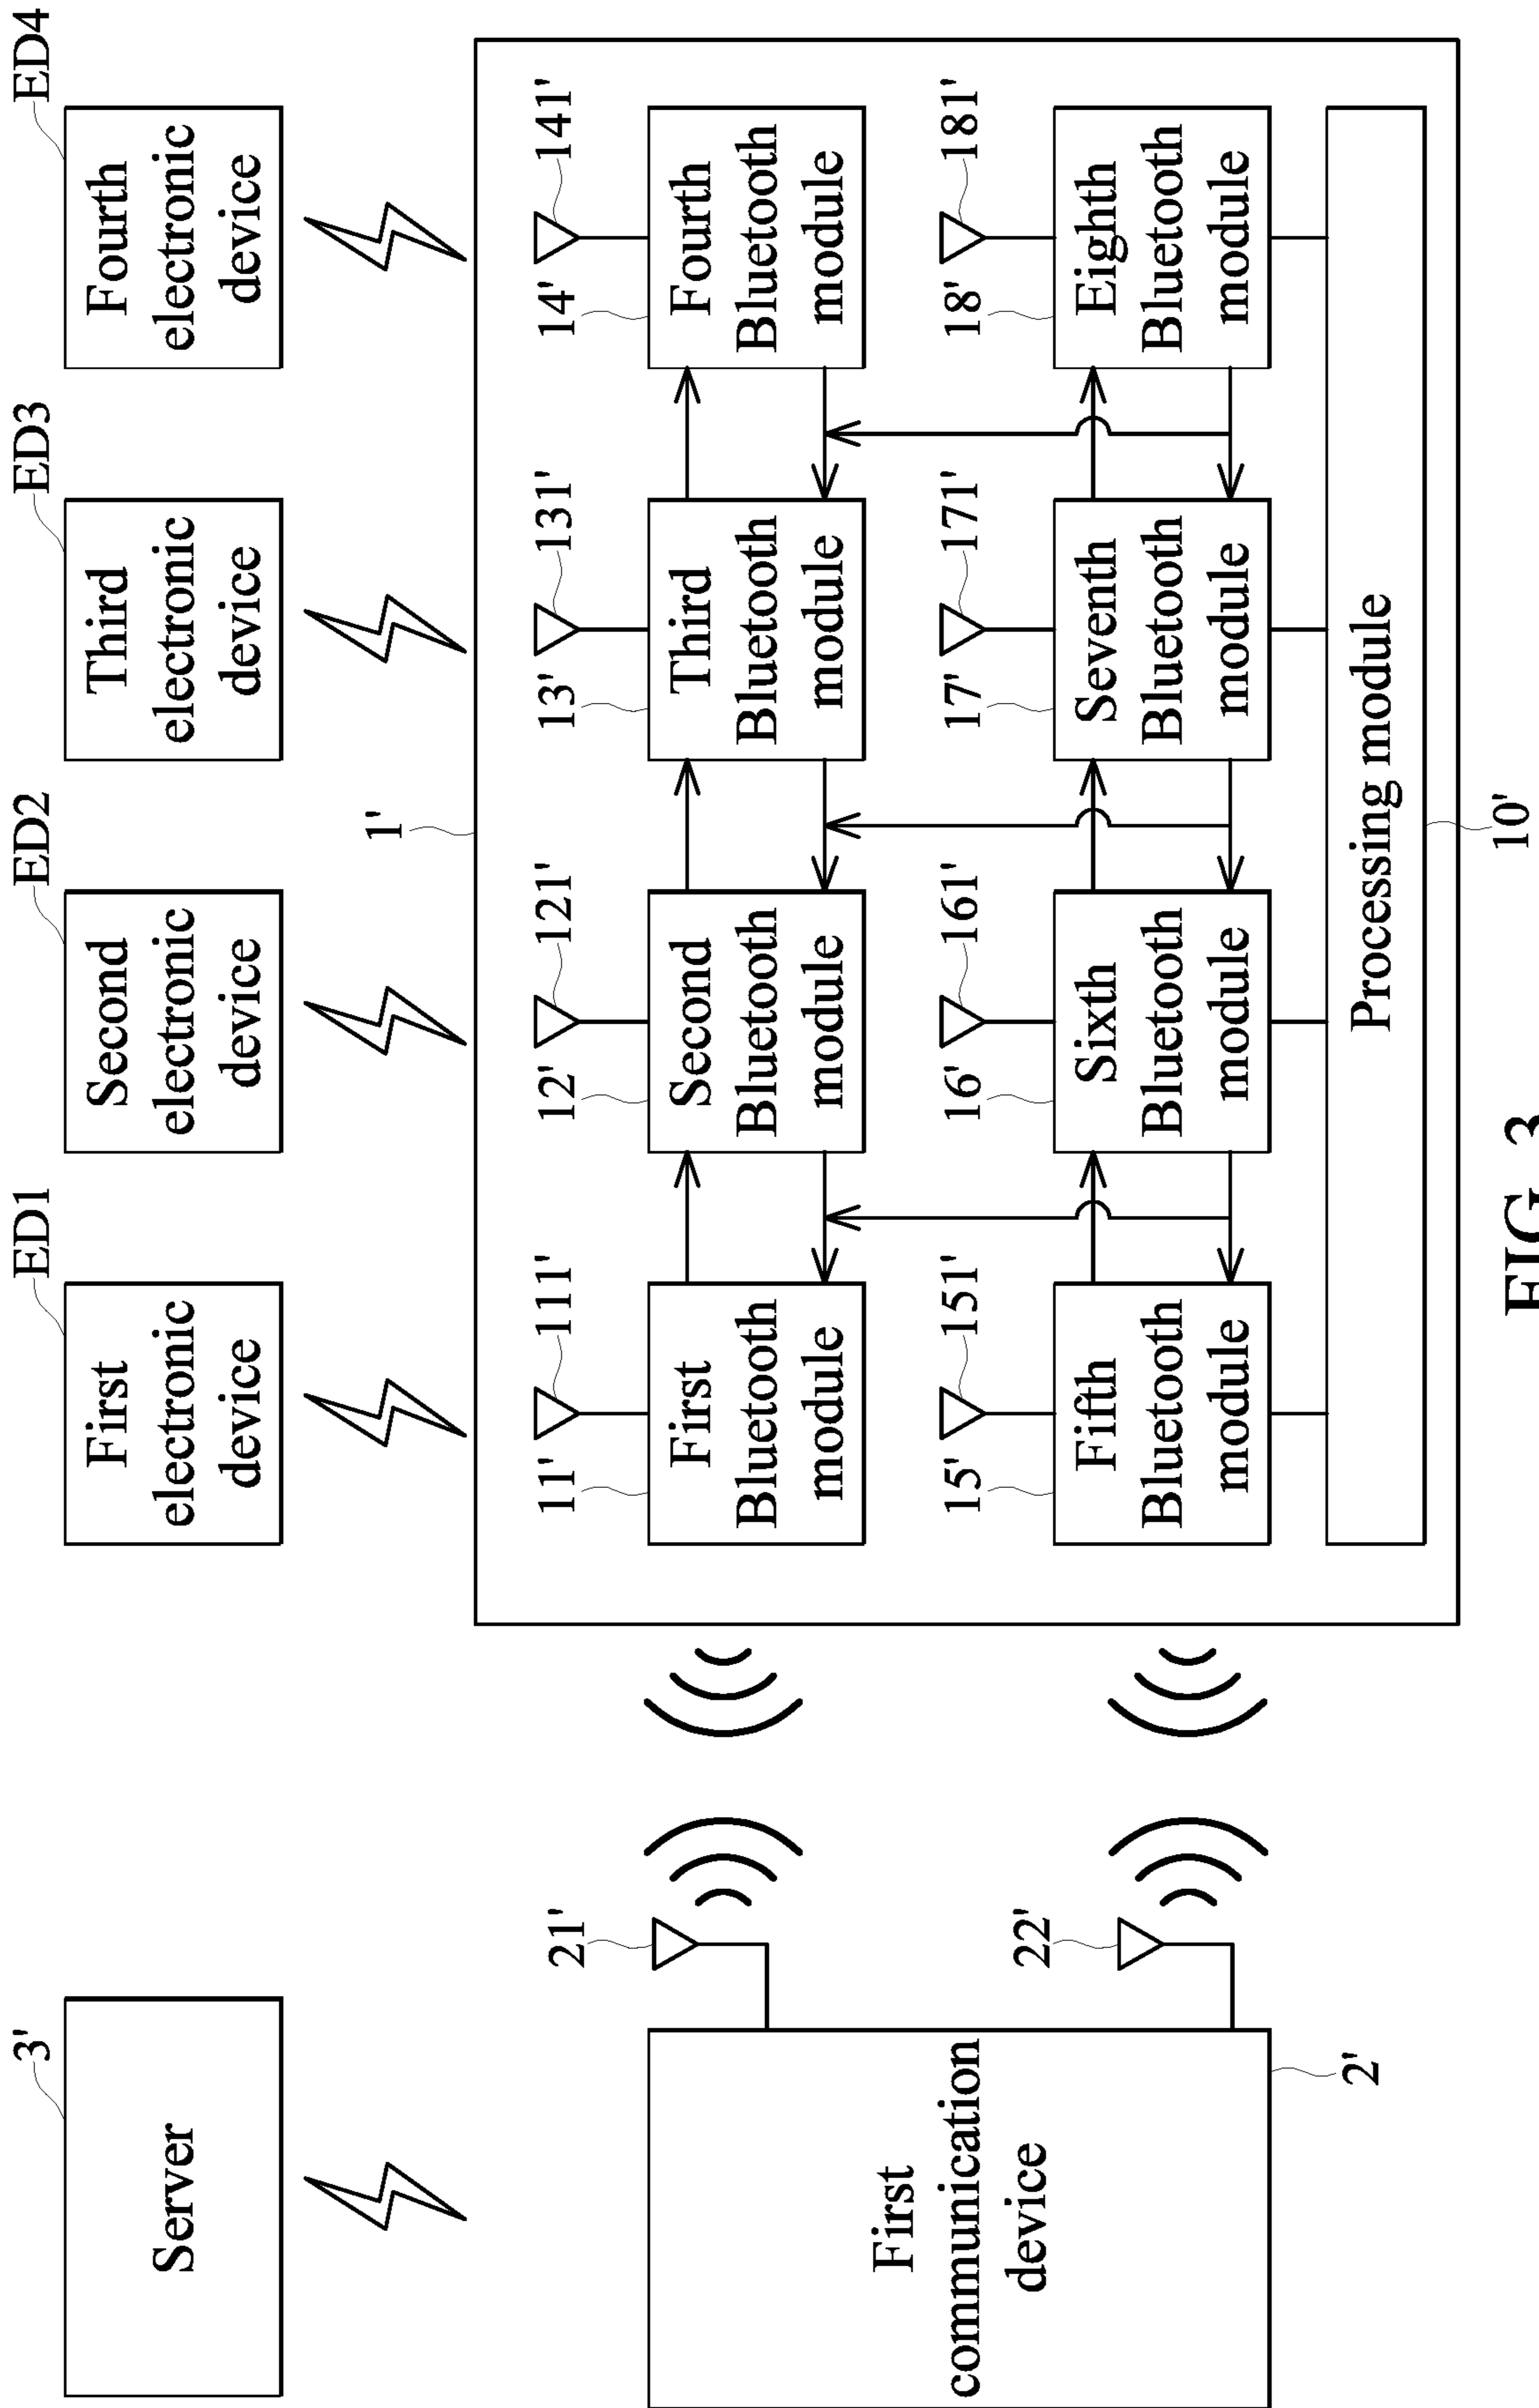 3'
ED1
ED2
ED3
ED4
Server
First
electronic
device
Second
electronic
device
Third
electronic
device
Fourth
electronic
device
1'
21'
11'
111'
12'
121'
13'
131'
14'
141'
First
Bluetooth
module
Second
Bluetooth
module
Third
Bluetooth
module
Fourth
Bluetooth
module
First
communication
device
22'
15'
151'
16'
161'
17'
171'
18'
181'
Fifth
Bluetooth
module
Sixth
Bluetooth
module
Seventh
Bluetooth
module
Eighth
Bluetooth
module
2'
Processing module
10'
FIG. 3